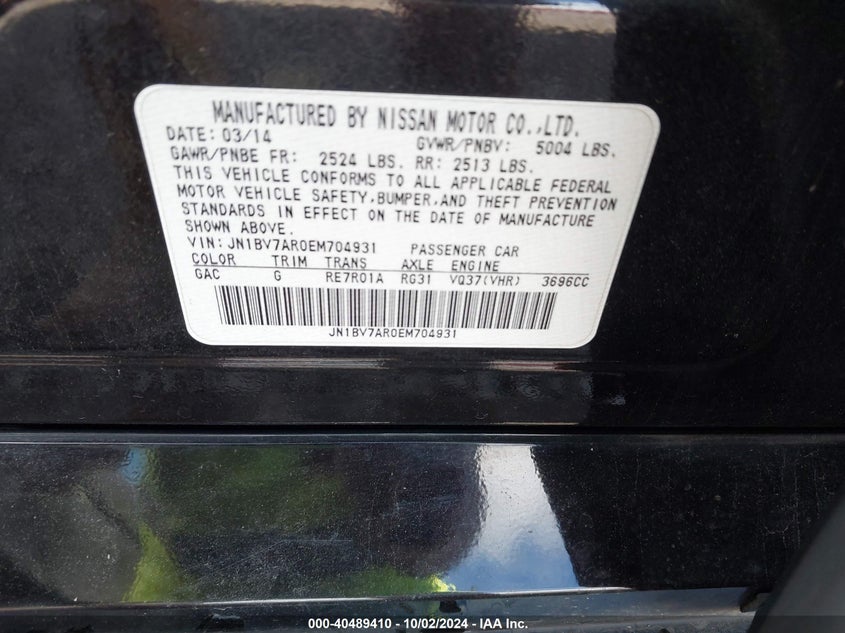 MANUFACTURED BY NISSAN MOTOR CO.,LTD.
DATE: 03/14 GVWR/PNBV: 5004 LBS.
GAWR/PNBE FR: 2524 LBS. RR: 2513 LBS.
THIS VEHICLE CONFORMS TO ALL APPLICABLE FEDERAL
MOTOR VEHICLE SAFETY,BUMPER,AND THEFT PREVENTION
STANDARDS IN EFFECT ON THE DATE OF MANUFACTURE
SHOWN ABOVE.
VIN: JN1BV7AR0EM704931 PASSENGER CAR
COLOR TRIM TRANS AXLE ENGINE
GAC G RE7R01A RG31 VQ37(VHR) 3696CC
JN1BV7AR0EM704931
000-40489410 - 10/02/2024 - IAA Inc.